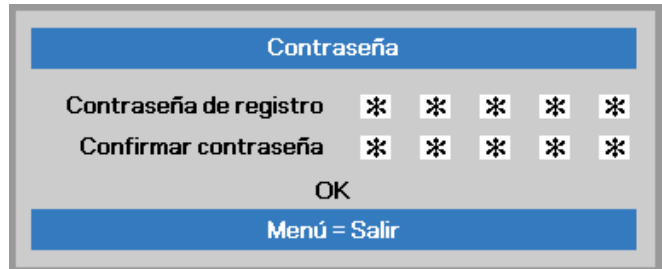 Contraseña
Contraseña de registro * * * * *
Confirmar contraseña * * * * *
OK
Menú = Salir